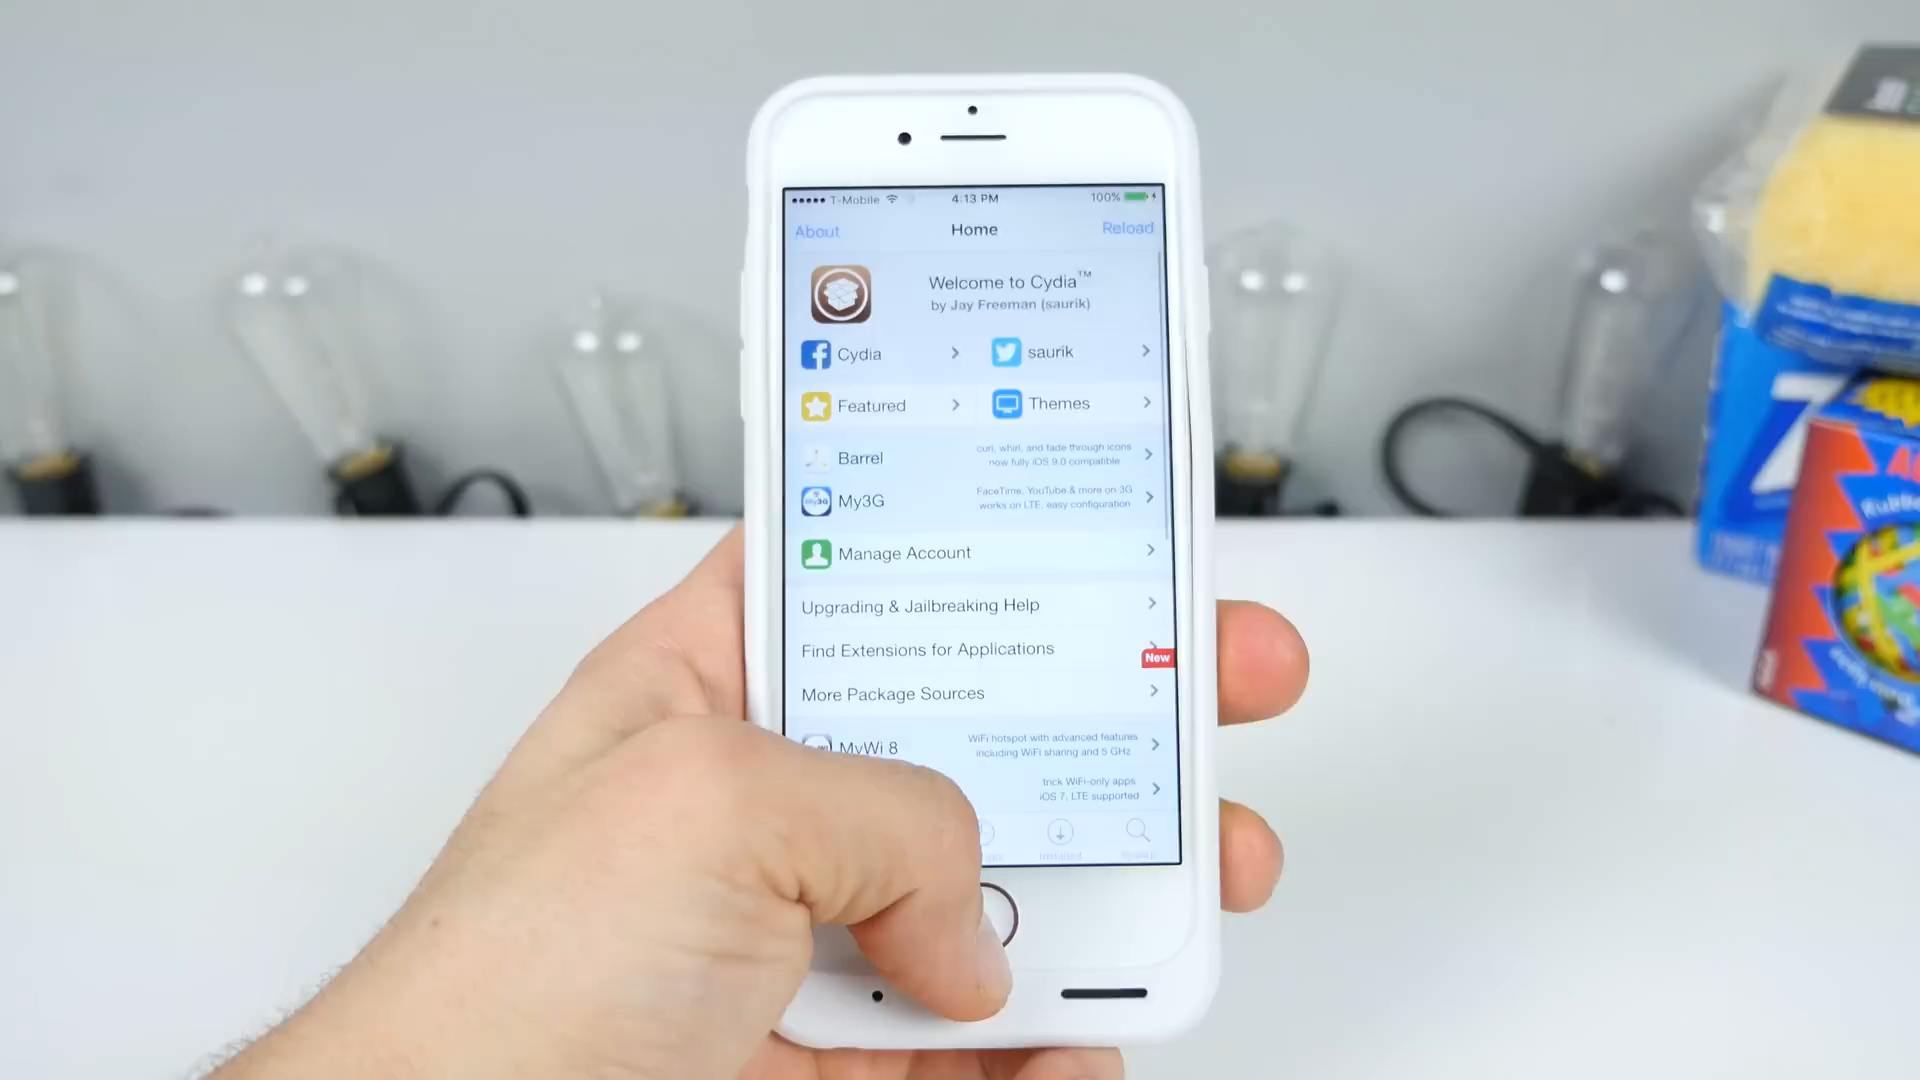 T-Mobile 4:13 PM 100%
About Home Reload
Welcome to Cydia™
by Jay Freeman (saurik)
Cydia saurik
Featured Themes
Barrel
curl, whirl, and fade through icons
now fully iOS 9.0 compatible
My3G
FaceTime, YouTube & more on 3G
works on LTE, easy configuration
Manage Account
Upgrading & Jailbreaking Help
Find Extensions for Applications
New
More Package Sources
MyWi 8
WiFi hotspot with advanced features
including WiFi sharing and 5 GHz
trick WiFi-only apps
iOS 7, LTE supported
Installed